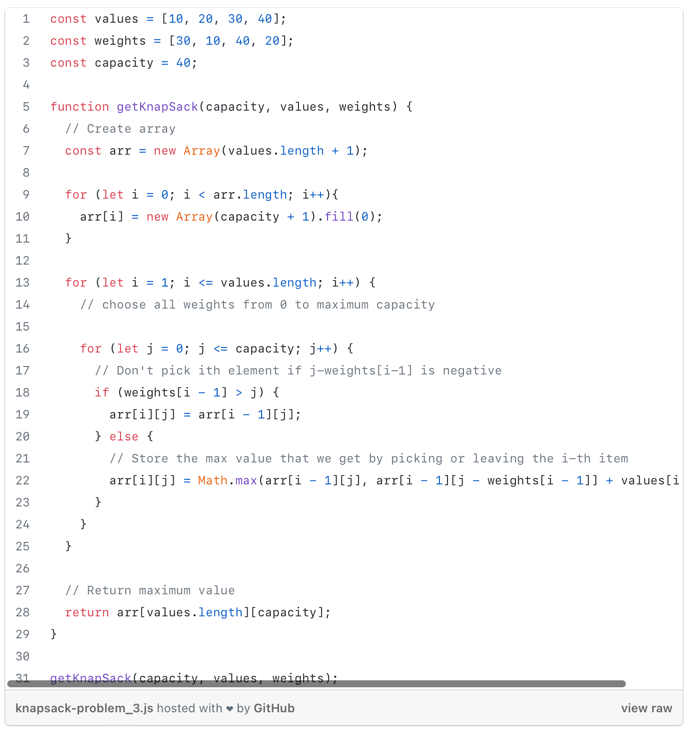 1 const values = [10, 20, 30, 40];
2 const weights = [30, 10, 40, 20];
3 const capacity = 40;
4
5 function getKnapSack(capacity, values, weights) {
6 // Create array
7 const arr = new Array(values.length + 1);
8
9 for (let i = 0; i < arr.length; i++){
10 arr[i] = new Array(capacity + 1).fill(0);
11 }
12
13 for (let i = 1; i <= values.length; i++) {
14 // choose all weights from 0 to maximum capacity
15
16 for (let j = 0; j <= capacity; j++) {
17 // Don't pick ith element if j-weights[i-1] is negative
18 if (weights[i - 1] > j) {
19 arr[i][j] = arr[i - 1][j];
20 } else {
21 // Store the max value that we get by picking or leaving the i-th item
22 arr[i][j] = Math.max(arr[i - 1][j], arr[i - 1][j - weights[i - 1]] + values[i
23 }
24 }
25 }
26
27 // Return maximum value
28 return arr[values.length][capacity];
29 }
30
31 getKnapSack(capacity, values, weights);
knapsack-problem_3.js hosted with ❤ by GitHub view raw